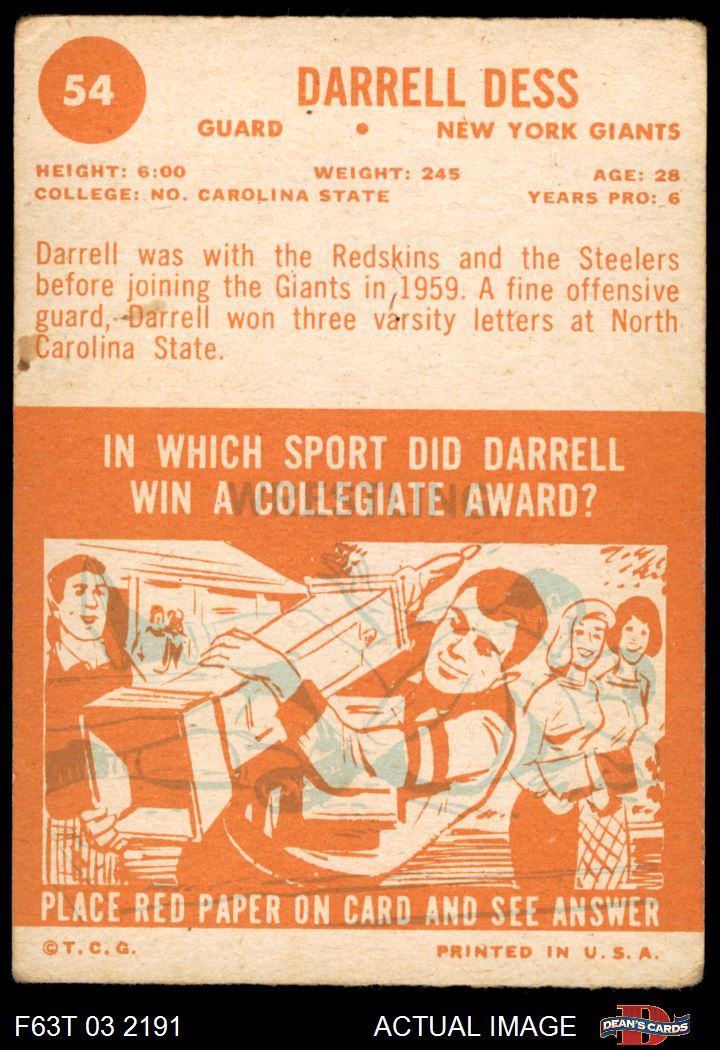 54
DARRELL DESS
GUARD • NEW YORK GIANTS
HEIGHT: 6:00 WEIGHT: 245 AGE: 28
COLLEGE: NO. CAROLINA STATE YEARS PRO: 6
Darrell was with the Redskins and the Steelers
before joining the Giants in 1959. A fine offensive
guard, Darrell won three varsity letters at North
Carolina State.
IN WHICH SPORT DID DARRELL
WIN A COLLEGIATE AWARD?
WRESTLING
PLACE RED PAPER ON CARD AND SEE ANSWER
©T.C.G. PRINTED IN U.S.A.
F63T 03 2191 ACTUAL IMAGE DEAN'S CARDS